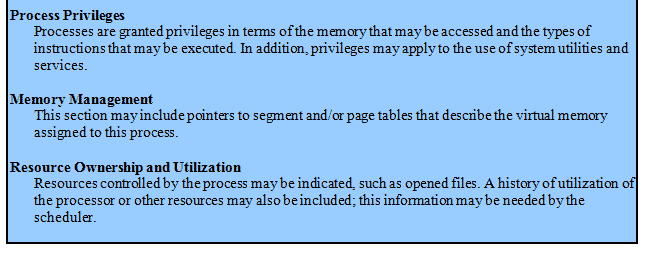 Process Privileges
Processes are granted privileges in terms of the memory that may be accessed and the types of
instructions that may be executed. In addition, privileges may apply to the use of system utilities and
services.
Memory Management
This section may include pointers to segment and/or page tables that describe the virtual memory
assigned to this process.
Resource Ownership and Utilization
Resources controlled by the process may be indicated, such as opened files. A history of utilization of
the processor or other resources may also be included; this information may be needed by the
scheduler.